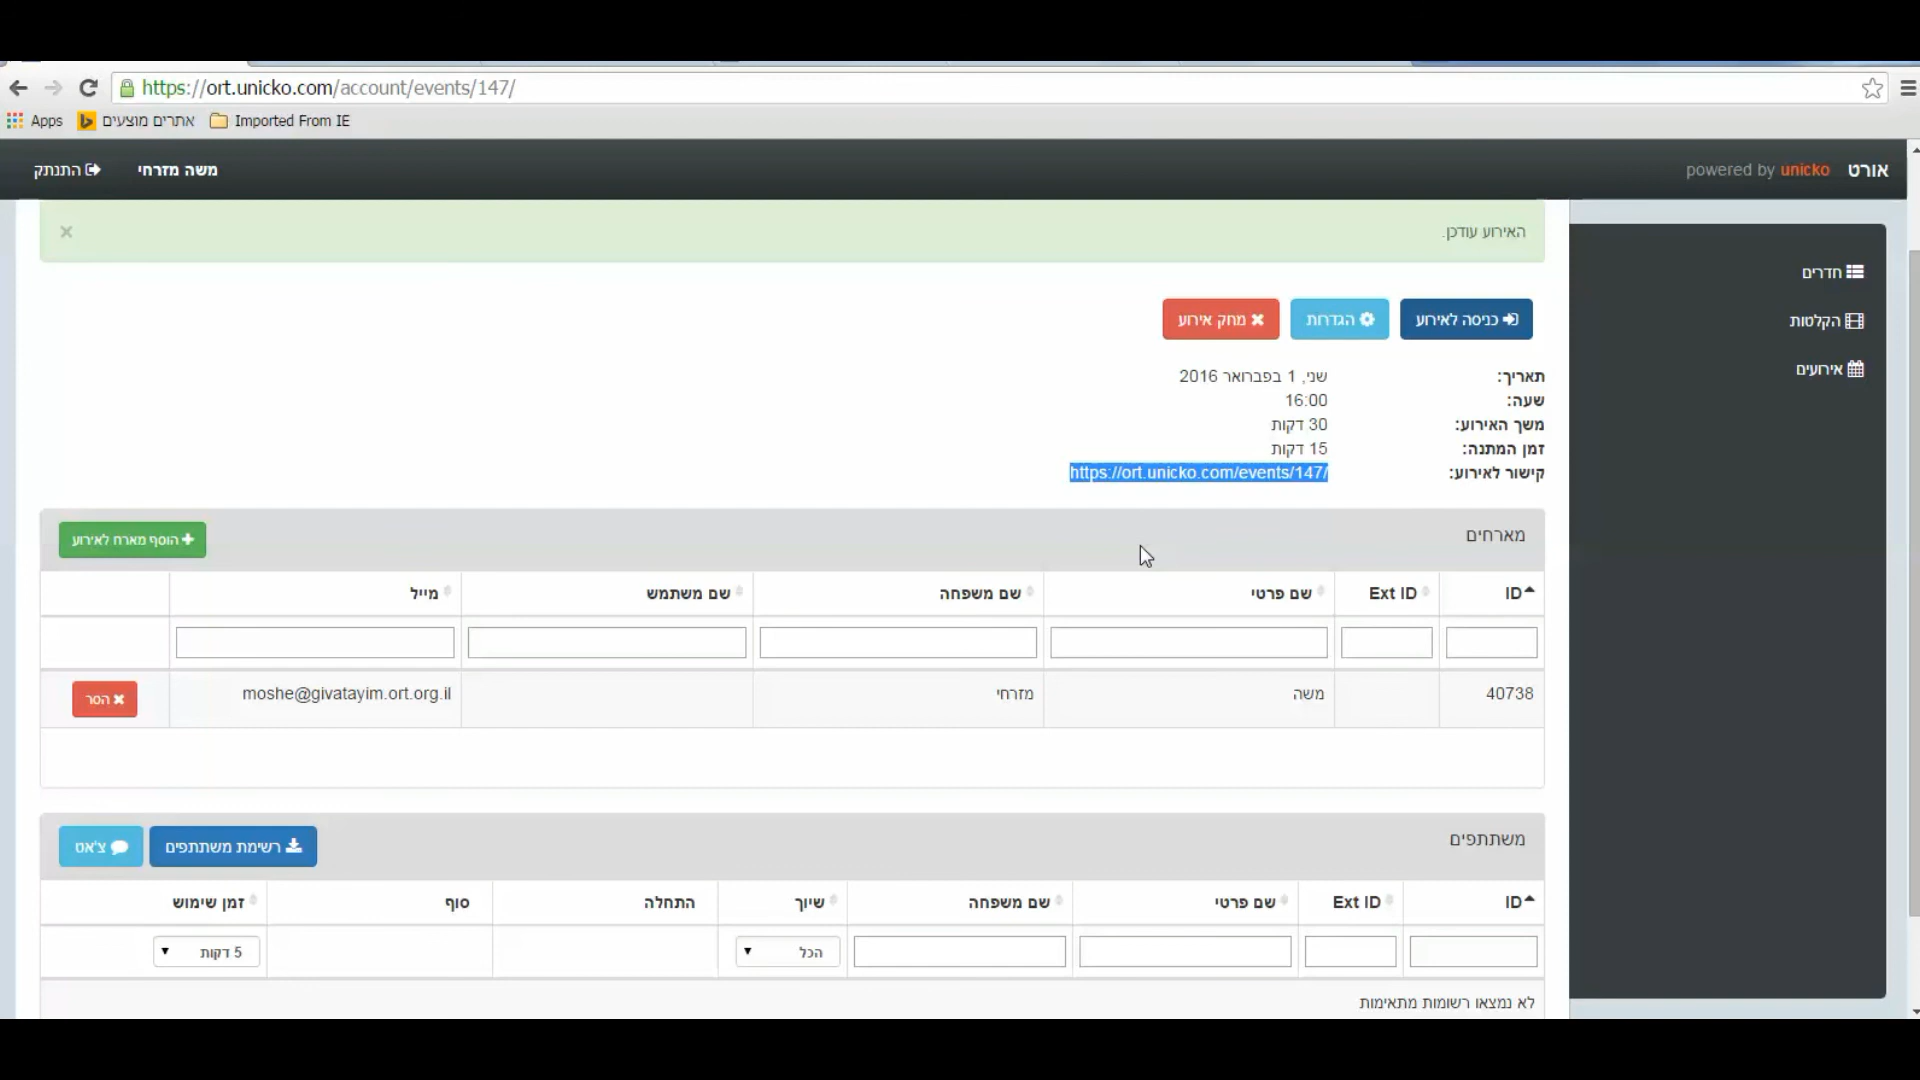 https://ort.unicko.com/account/events/147/
Apps אתרים מוצעים Imported From IE
אורט powered by unicko
משה מזרחי התנתק
האירוע עודכן.
חדרים
הקלטות
אירועים
כניסה לאירוע הגדרות מחק אירוע
תאריך: שני, 1 בפברואר 2016
שעה: 16:00
משך האירוע: 30 דקות
זמן המתנה: 15 דקות
קישור לאירוע: https://ort.unicko.com/events/147/
מארחים הוסף מארח לאירוע
ID Ext ID שם פרטי שם משפחה שם משתמש מייל
40738 משה מזרחי moshe@givatayim.ort.org.il הסר
משתתפים רשימת משתתפים צ'אט
ID Ext ID שם פרטי שם משפחה שיוך התחלה סוף זמן שימוש
הכל 5 דקות
לא נמצאו רשומות מתאימות